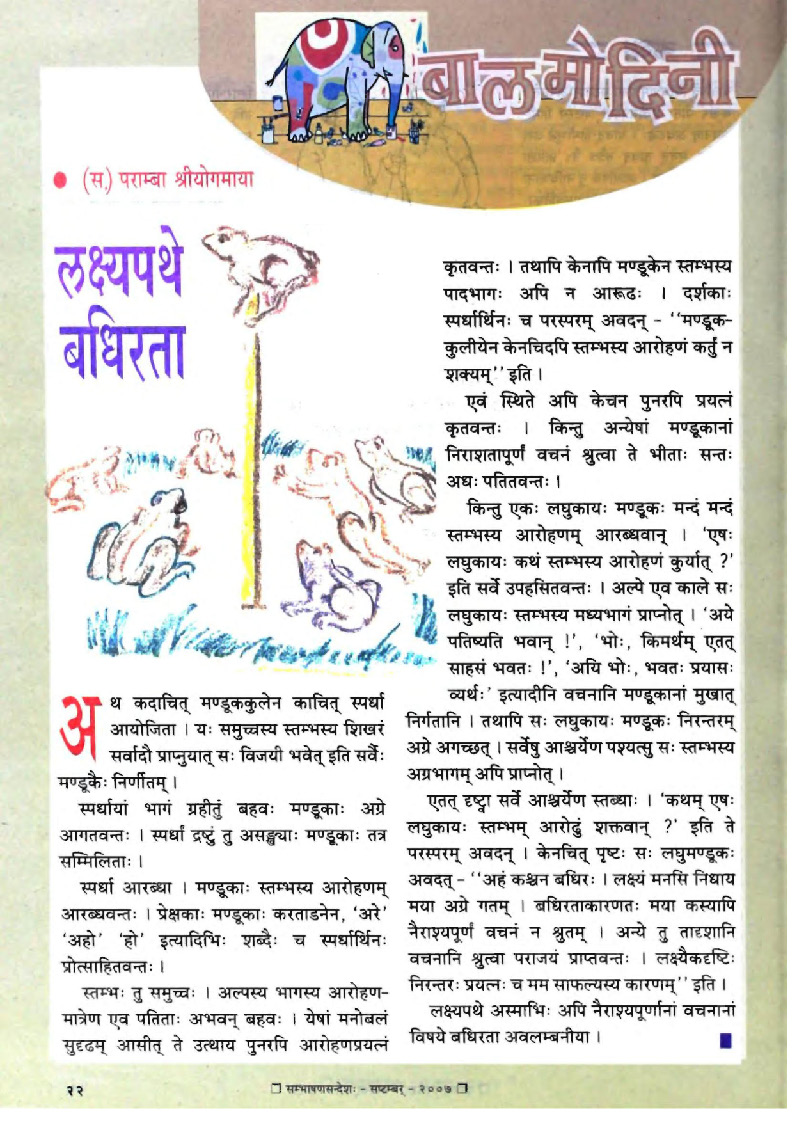 बालमोदिनी
• (स.) पराम्बा श्रीयोगमाया
लक्ष्यपथे
बधिरता
अथ कदाचित् मण्डूककुलेन काचित् स्पर्धा
आयोजिता । यः समुच्चस्य स्तम्भस्य शिखरं
सर्वादौ प्राप्नुयात् सः विजयी भवेत् इति सर्वैः
मण्डूकैः निर्णीतम् ।
स्पर्धायां भागं ग्रहीतुं बहवः मण्डूकाः अग्रे
आगतवन्तः । स्पर्धां द्रष्टुं तु असङ्ख्याः मण्डूकाः तत्र
सम्मिलिताः ।
स्पर्धा आरब्धा । मण्डूकाः स्तम्भस्य आरोहणम्
आरब्धवन्तः । प्रेक्षकाः मण्डूकाः करताडनेन, ‘अरे’
‘अहो’ ‘हो’ इत्यादिभिः शब्दैः च स्पर्धार्थिनः
प्रोत्साहितवन्तः ।
स्तम्भः तु समुच्चः । अल्पस्य भागस्य आरोहण-
मात्रेण एव पतिताः अभवन् बहवः । येषां मनोबलं
सुदृढम् आसीत् ते उत्थाय पुनरपि आरोहणप्रयत्नं
कृतवन्तः । तथापि केनापि मण्डूकेन स्तम्भस्य
पादभागः अपि न आरूढः । दर्शकाः
स्पर्धार्थिनः च परस्परम् अवदन् – ‘‘मण्डूक-
कुलीयेन केनचिदपि स्तम्भस्य आरोहणं कर्तुं न
शक्यम्’’ इति ।
एवं स्थिते अपि केचन पुनरपि प्रयत्नं
कृतवन्तः । किन्तु अन्येषां मण्डूकानां
निराशतापूर्णं वचनं श्रुत्वा ते भीताः सन्तः
अधः पतितवन्तः ।
किन्तु एकः लघुकायः मण्डूकः मन्दं मन्दं
स्तम्भस्य आरोहणम् आरब्धवान् । ‘एषः
लघुकायः कथं स्तम्भस्य आरोहणं कुर्यात् ?’
इति सर्वे उपहसितवन्तः । अल्पे एव काले सः
लघुकायः स्तम्भस्य मध्यभागं प्राप्नोत् । ‘अये
पतिष्यति भवान् !’, ‘भोः, किमर्थम् एतत्
साहसं भवतः !’, ‘अयि भोः, भवतः प्रयासः
व्यर्थः’ इत्यादीनि वचनानि मण्डूकानां मुखात्
निर्गतानि । तथापि सः लघुकायः मण्डूकः निरन्तरम्
अग्रे अगच्छत् । सर्वेषु आश्चर्येण पश्यत्सु सः स्तम्भस्य
अग्रभागम् अपि प्राप्नोत् ।
एतत् दृष्ट्वा सर्वे आश्चर्येण स्तब्धाः । ‘कथम् एषः
लघुकायः स्तम्भम् आरोढुं शक्तवान् ?’ इति ते
परस्परम् अवदन् । केनचित् पृष्टः सः लघुमण्डूकः
अवदत् – ‘‘अहं कश्चन बधिरः । लक्ष्यं मनसि निधाय
मया अग्रे गतम् । बधिरताकारणतः मया कस्यापि
नैराश्यपूर्णं वचनं न श्रुतम् । अन्ये तु तादृशानि
वचनानि श्रुत्वा पराजयं प्राप्तवन्तः । लक्ष्यैकदृष्टिः
निरन्तरः प्रयत्नः च मम साफल्यस्य कारणम्’’ इति ।
लक्ष्यपथे अस्माभिः अपि नैराश्यपूर्णानां वचनानां
विषये बधिरता अवलम्बनीया ।
२२
❐ सम्भाषणसन्देशः – सप्टम्बर् – २००७ ❐